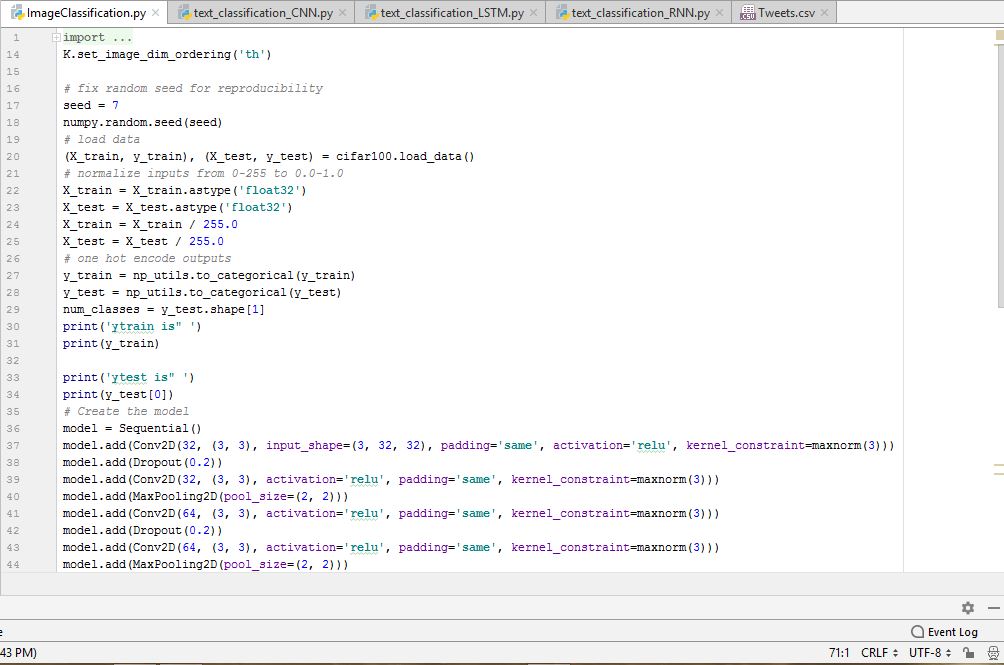 ImageClassification.py text_classification_CNN.py text_classification_LSTM.py text_classification_RNN.py Tweets.csv
1 import ...
14 K.set_image_dim_ordering('th')
15
16 # fix random seed for reproducibility
17 seed = 7
18 numpy.random.seed(seed)
19 # load data
20 (X_train, y_train), (X_test, y_test) = cifar100.load_data()
21 # normalize inputs from 0-255 to 0.0-1.0
22 X_train = X_train.astype('float32')
23 X_test = X_test.astype('float32')
24 X_train = X_train / 255.0
25 X_test = X_test / 255.0
26 # one hot encode outputs
27 y_train = np_utils.to_categorical(y_train)
28 y_test = np_utils.to_categorical(y_test)
29 num_classes = y_test.shape[1]
30 print('ytrain is" ')
31 print(y_train)
32
33 print('ytest is" ')
34 print(y_test[0])
35 # Create the model
36 model = Sequential()
37 model.add(Conv2D(32, (3, 3), input_shape=(3, 32, 32), padding='same', activation='relu', kernel_constraint=maxnorm(3)))
38 model.add(Dropout(0.2))
39 model.add(Conv2D(32, (3, 3), activation='relu', padding='same', kernel_constraint=maxnorm(3)))
40 model.add(MaxPooling2D(pool_size=(2, 2)))
41 model.add(Conv2D(64, (3, 3), activation='relu', padding='same', kernel_constraint=maxnorm(3)))
42 model.add(Dropout(0.2))
43 model.add(Conv2D(64, (3, 3), activation='relu', padding='same', kernel_constraint=maxnorm(3)))
44 model.add(MaxPooling2D(pool_size=(2, 2)))
e Event Log
43 PM) 71:1 CRLF UTF-8